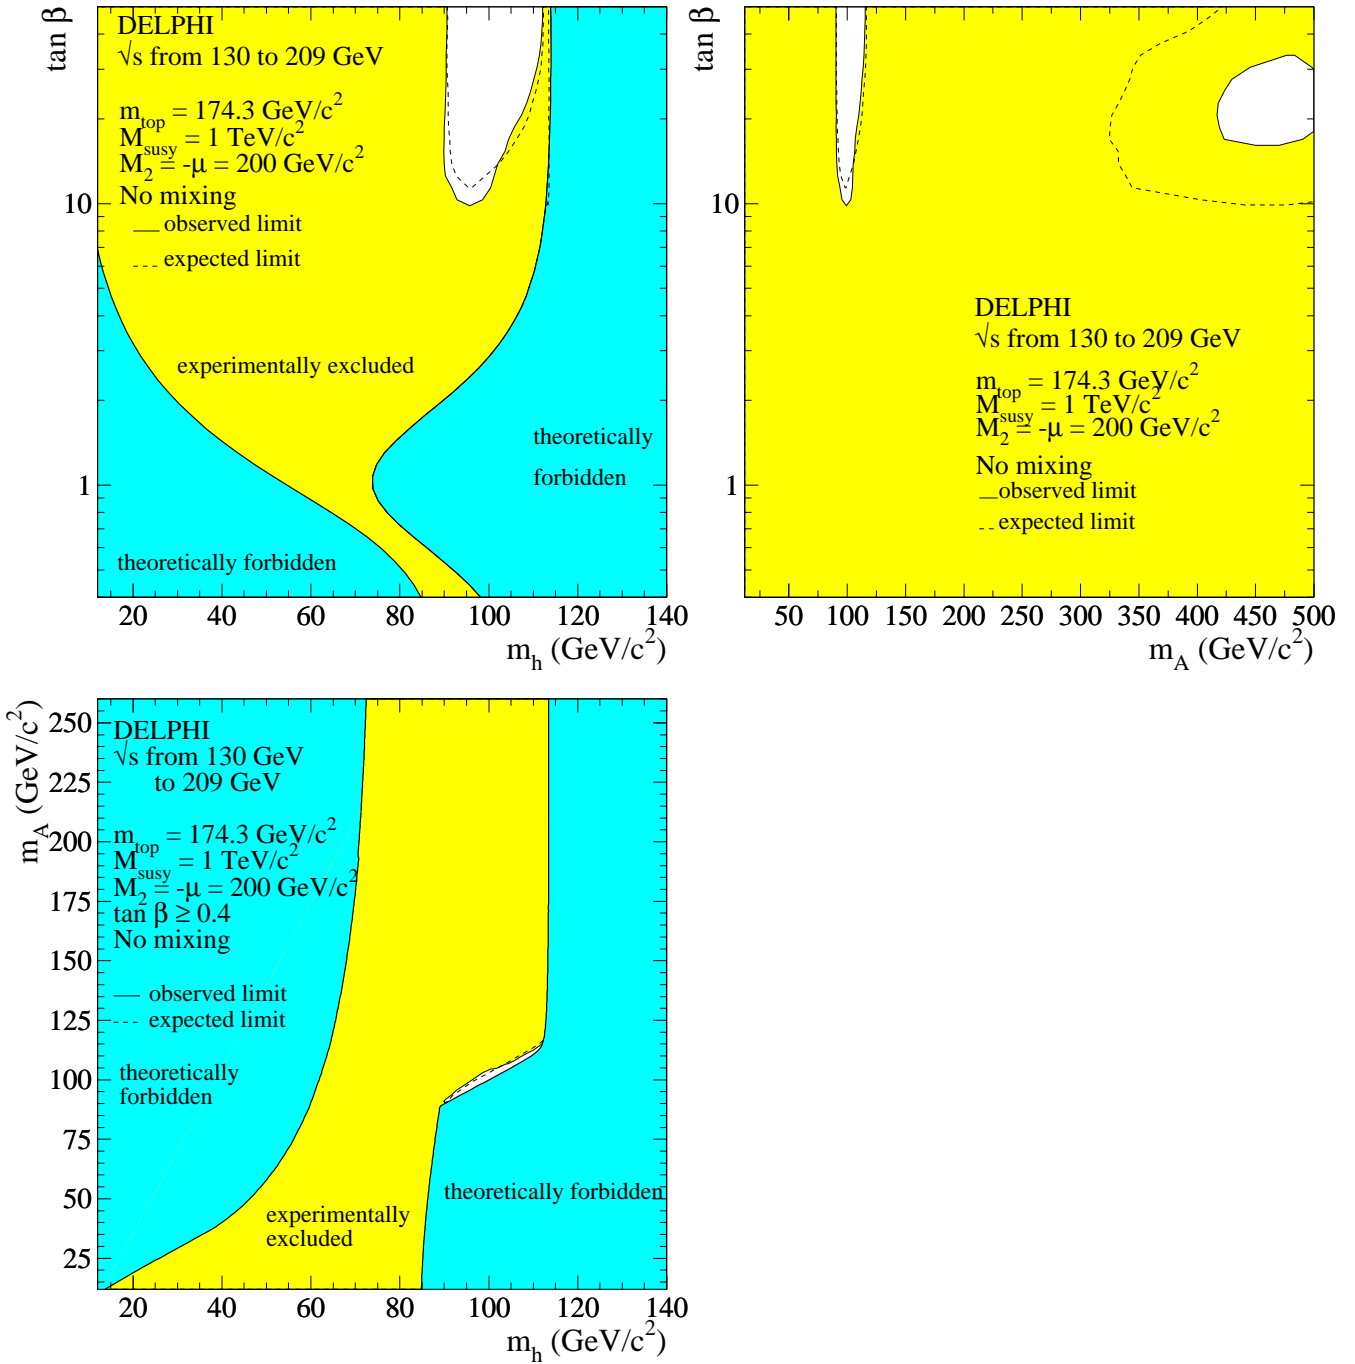 tan β
DELPHI
√s from 130 to 209 GeV
m_top = 174.3 GeV/c²
M_susy = 1 TeV/c²
M₂ = -μ = 200 GeV/c²
No mixing
observed limit
expected limit
experimentally excluded
theoretically
forbidden
theoretically forbidden
10
1
20 40 60 80 100 120 140
m_h (GeV/c²)
tan β
10
1
DELPHI
√s from 130 to 209 GeV
m_top = 174.3 GeV/c²
M_susy = 1 TeV/c²
M₂ = -μ = 200 GeV/c²
No mixing
observed limit
expected limit
50 100 150 200 250 300 350 400 450 500
m_A (GeV/c²)
m_A (GeV/c²)
250
225
200
175
150
125
100
75
50
25
DELPHI
√s from 130 GeV
to 209 GeV
m_top = 174.3 GeV/c²
M_susy = 1 TeV/c²
M₂ = -μ = 200 GeV/c²
tan β ≥ 0.4
No mixing
observed limit
expected limit
theoretically
forbidden
theoretically forbidden
experimentally
excluded
20 40 60 80 100 120 140
m_h (GeV/c²)